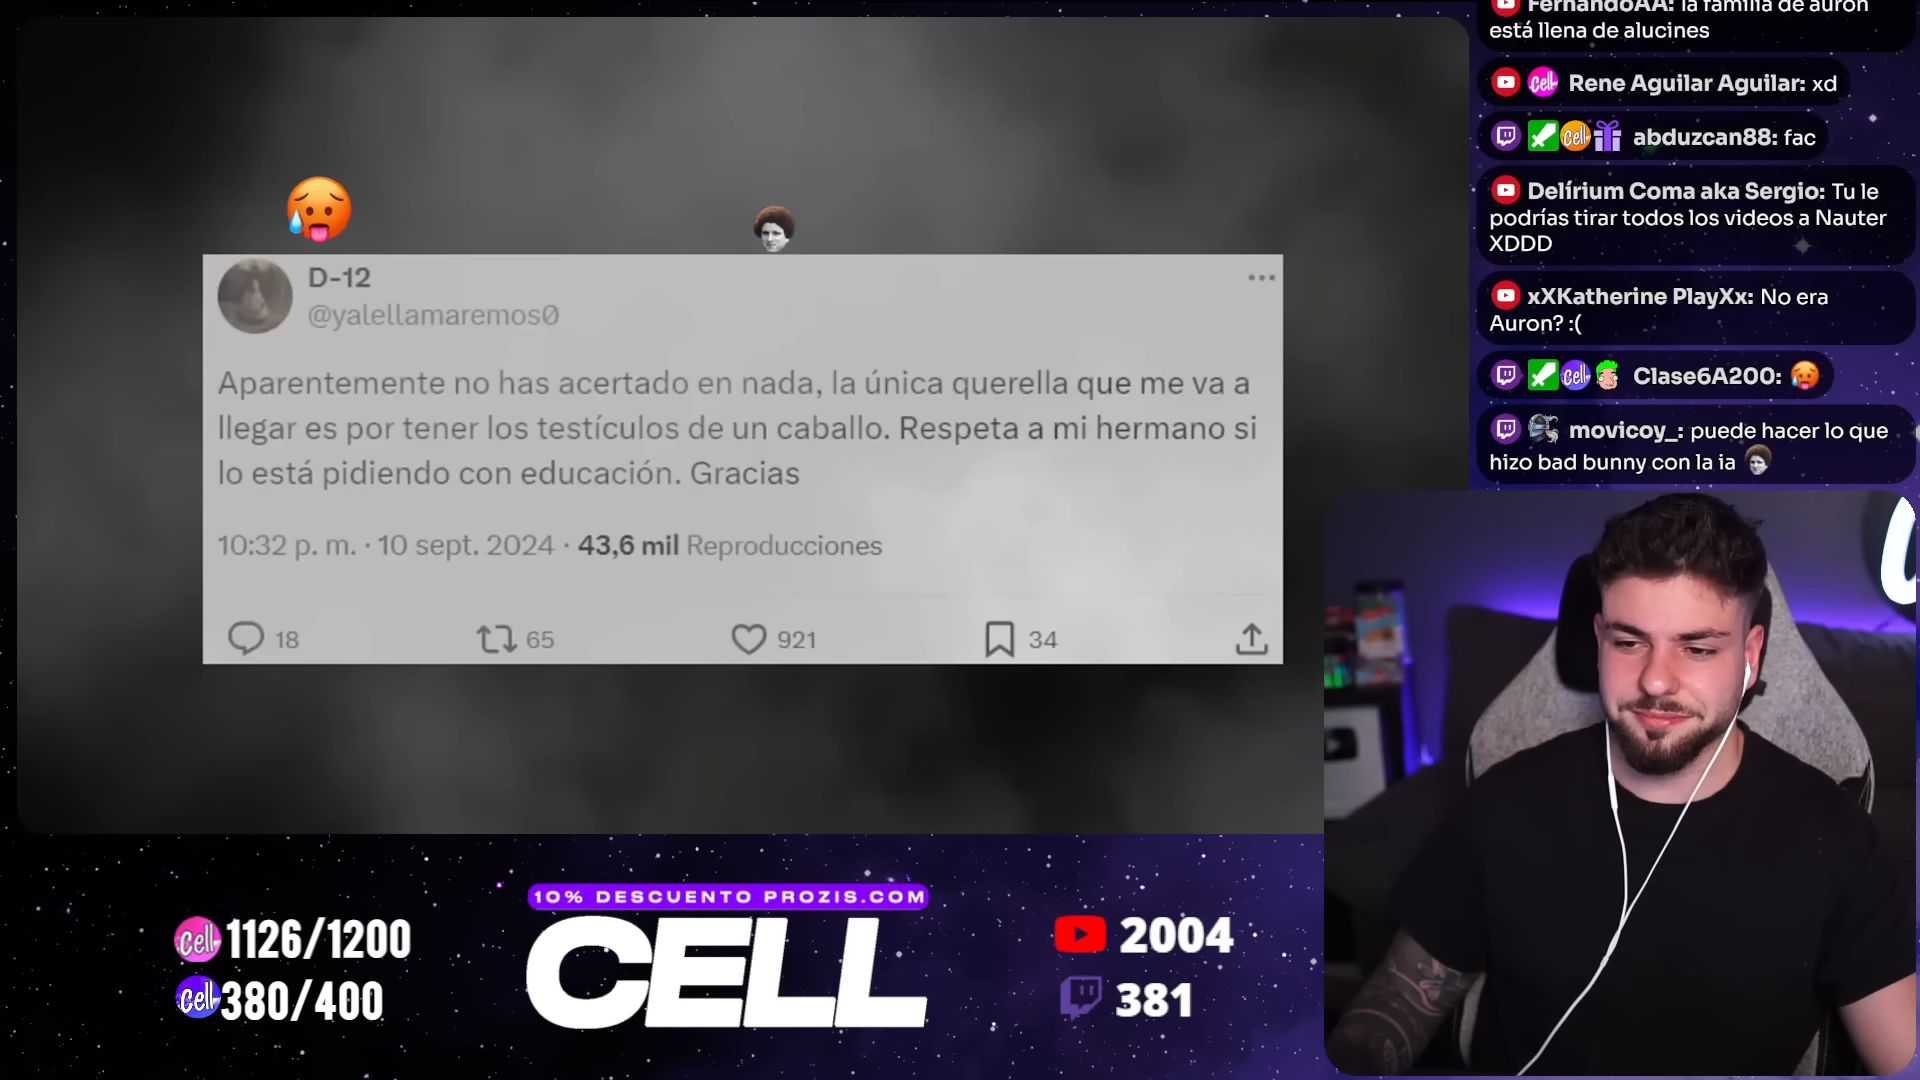 D-12
@yalellamaremos0
Aparentemente no has acertado en nada, la única querella que me va a
llegar es por tener los testículos de un caballo. Respeta a mi hermano si
lo está pidiendo con educación. Gracias
10:32 p. m. · 10 sept. 2024 · 43,6 mil Reproducciones
18 65 921 34
FernandoAA: la familia de auron
está llena de alucines
Cell Rene Aguilar Aguilar: xd
Cell abduzcan88: fac
Delírium Coma aka Sergio: Tu le
podrías tirar todos los videos a Nauter
XDDD
xXKatherine PlayXx: No era
Auron? :(
Cell Clase6A200:
movicoy_: puede hacer lo que
hizo bad bunny con la ia
Cell 1126/1200
Cell 380/400
10% DESCUENTO PROZIS.COM
CELL
2004
381